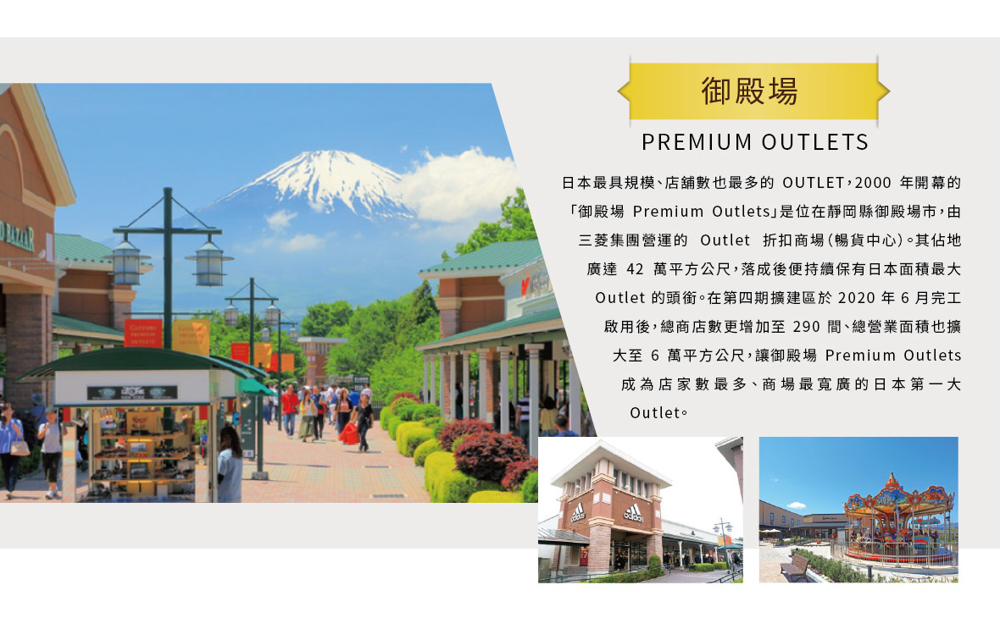 御殿場
PREMIUM OUTLETS
日本最具規模、店舖數也最多的 OUTLET，2000 年開幕的
「御殿場 Premium Outlets」是位在靜岡縣御殿場市，由
三菱集團營運的 Outlet 折扣商場（暢貨中心）。其佔地
廣達 42 萬平方公尺，落成後便持續保有日本面積最大
Outlet 的頭銜。在第四期擴建區於 2020 年 6 月完工
啟用後，總商店數更增加至 290 間、總營業面積也擴
大至 6 萬平方公尺，讓御殿場 Premium Outlets
成為店家數最多、商場最寬廣的日本第一大
Outlet。
BAZAAR
GOTEMBA
PREMIUM
OUTLETS
adidas
adidas